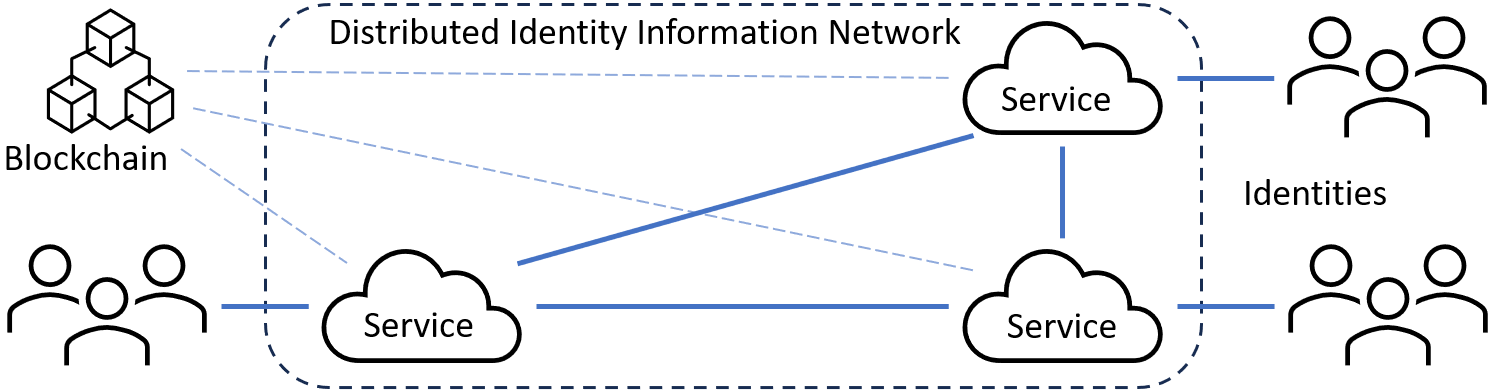 Distributed Identity Information Network
Service
Blockchain
Identities
Service
Service